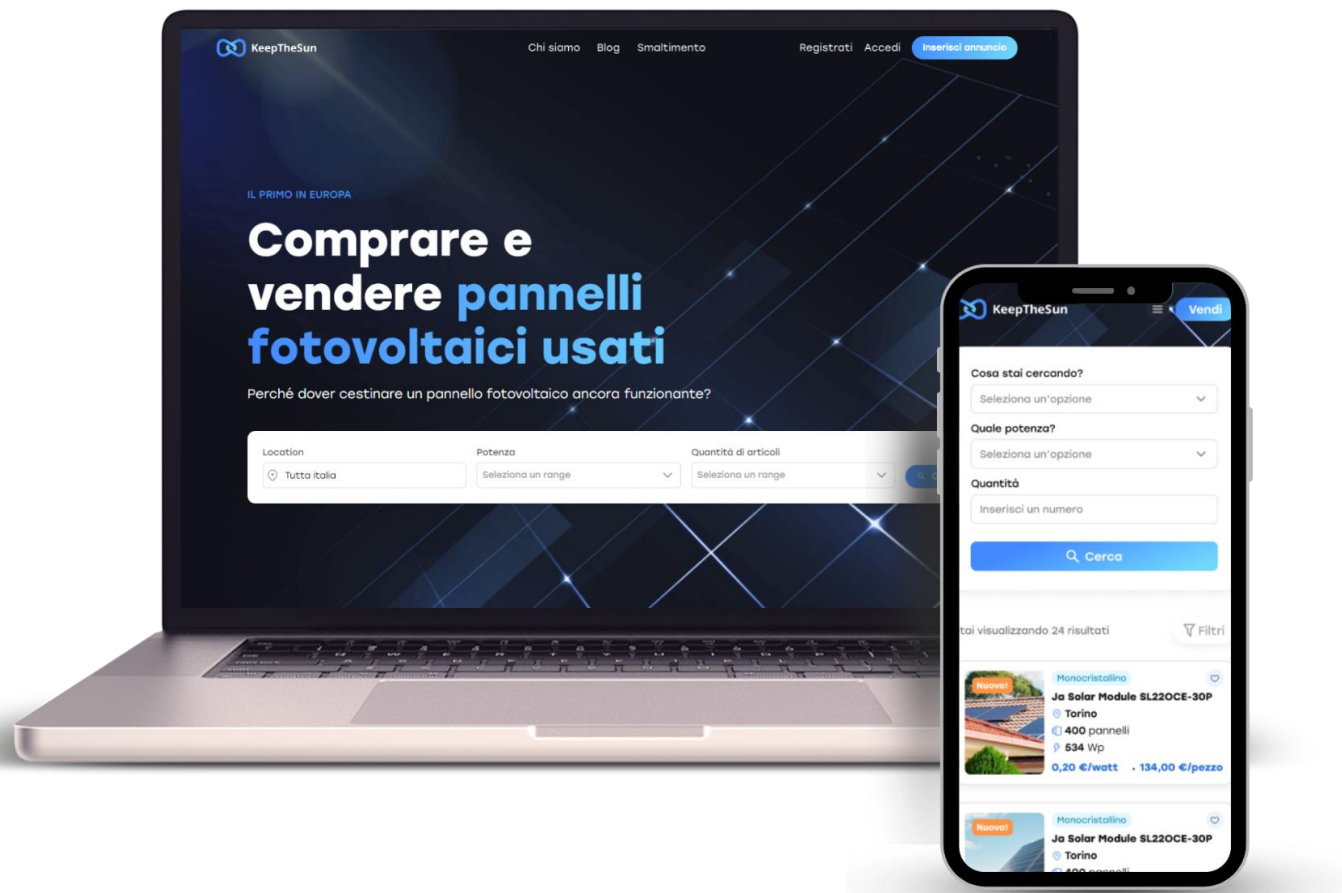 KeepTheSun
Chi siamo Blog Smaltimento
Registrati Accedi Inserisci annuncio
IL PRIMO IN EUROPA
Comprare e
vendere pannelli
fotovoltaici usati
Perché dover cestinare un pannello fotovoltaico ancora funzionante?
Location Potenza Quantità di articoli
Tutta italia Seleziona un range Seleziona un range
KeepTheSun Vendi
Cosa stai cercando?
Seleziona un'opzione
Quale potenza?
Seleziona un'opzione
Quantità
Inserisci un numero
Cerca
tai visualizzando 24 risultati Filtri
Nuovo! Monocristallino
Ja Solar Module SL22OCE-30P
Torino
400 pannelli
534 Wp
0,20 €/watt . 134,00 €/pezzo
Nuovo! Monocristallino
Ja Solar Module SL22OCE-30P
Torino
400 pannelli